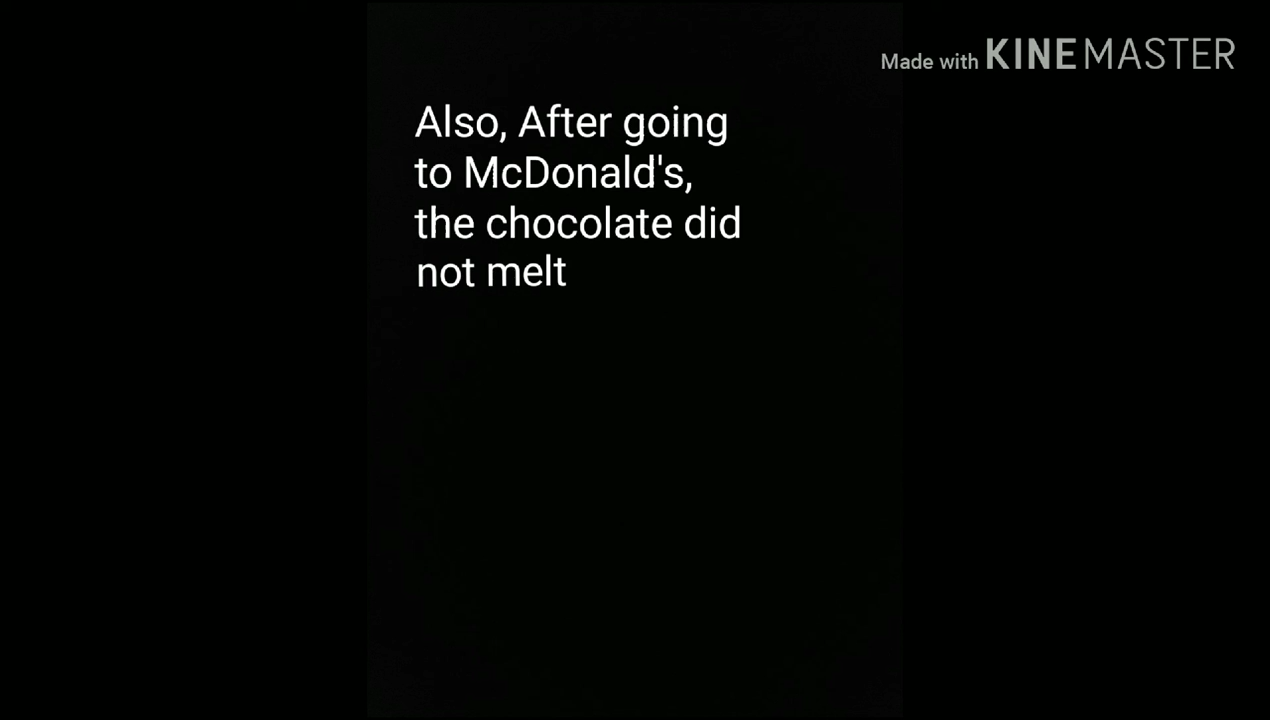 Made with KINEMASTER
Also, After going
to McDonald's,
the chocolate did
not melt